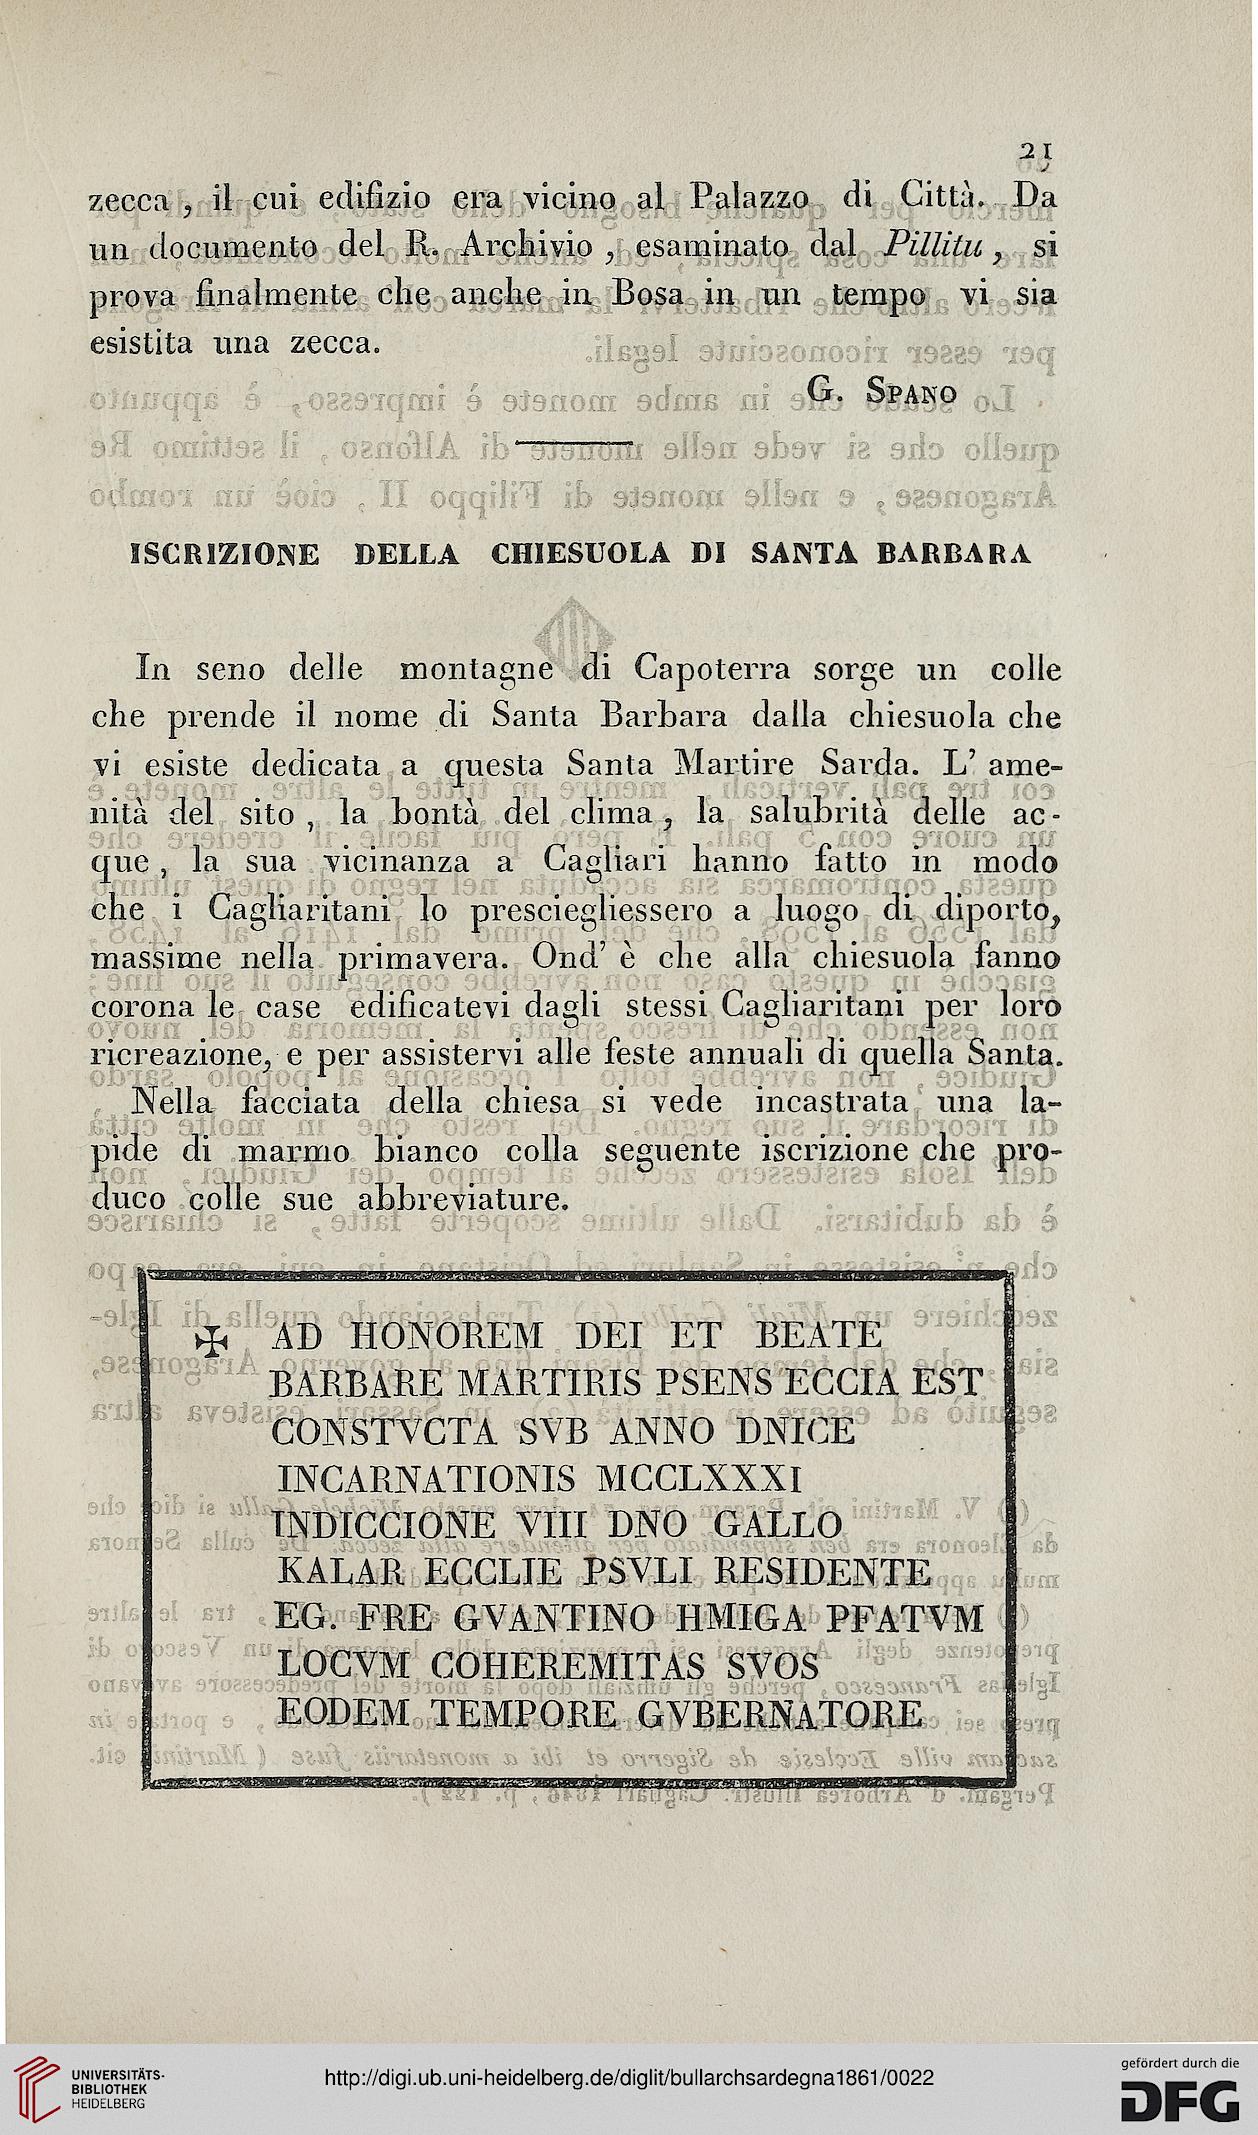 21
zecca, il cui edifizio era vicino al Palazzo di Città. Da
un documento del R. Archivio, esaminato dal Pillitu, si
prova finalmente che anche in Bosa in un tempo vi sia
esistita una zecca.
G. SPANO
ISCRIZIONE DELLA CHIESUOLA DI SANTA BARBARA
In seno delle montagne di Capoterra sorge un colle
che prende il nome di Santa Barbara dalla chiesuola che
vi esiste dedicata a questa Santa Martire Sarda. L' ame-
nità del sito, la bontà del clima, la salubrità delle ac-
que, la sua vicinanza a Cagliari hanno fatto in modo
che i Cagliaritani lo presciegliessero a luogo di diporto,
massime nella primavera. Ond' è che alla chiesuola fanno
corona le case edificatevi dagli stessi Cagliaritani per loro
ricreazione, e per assistervi alle feste annuali di quella Santa.
Nella facciata della chiesa si vede incastrata una la-
pide di marmo bianco colla seguente iscrizione che pro-
duco colle sue abbreviature.
✠ AD HONOREM DEI ET BEATE
BARBARE MARTIRIS PSENS ECCIA EST
CONSTVCTA SVB ANNO DNICE
INCARNATIONIS MCCLXXXI
INDICCIONE VIII DNO GALLO
KALAR ECCLIE PSVLI RESIDENTE
EG. FRE GVANTINO HMIGA PFATVM
LOCVM COHEREMITAS SVOS
EODEM TEMPORE GVBERNATORE
UNIVERSITÄTS-
BIBLIOTHEK
HEIDELBERG
http://digi.ub.uni-heidelberg.de/diglit/bullarchsardegna1861/0022
gefördert durch die
DFG